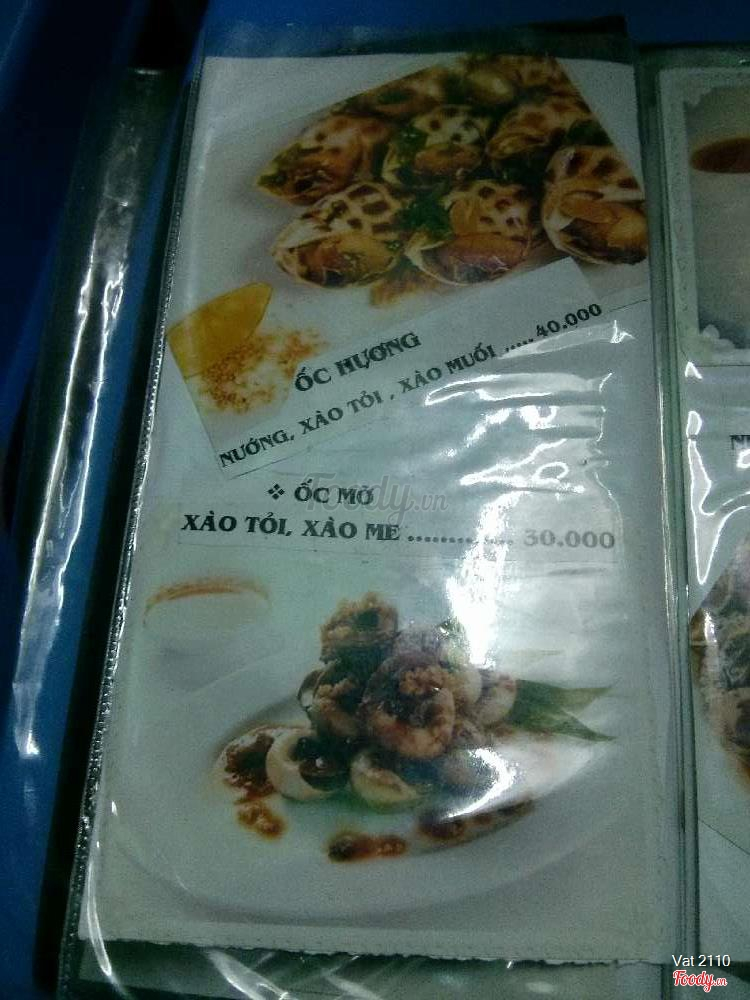 ỐC HƯƠNG
NƯỚNG, XÀO TỎI , XÀO MUỐI .....40.000
❖ ỐC MỠ
XÀO TỎI, XÀO ME .............. 30.000
Foody.vn
Vat 2110
Foody.vn